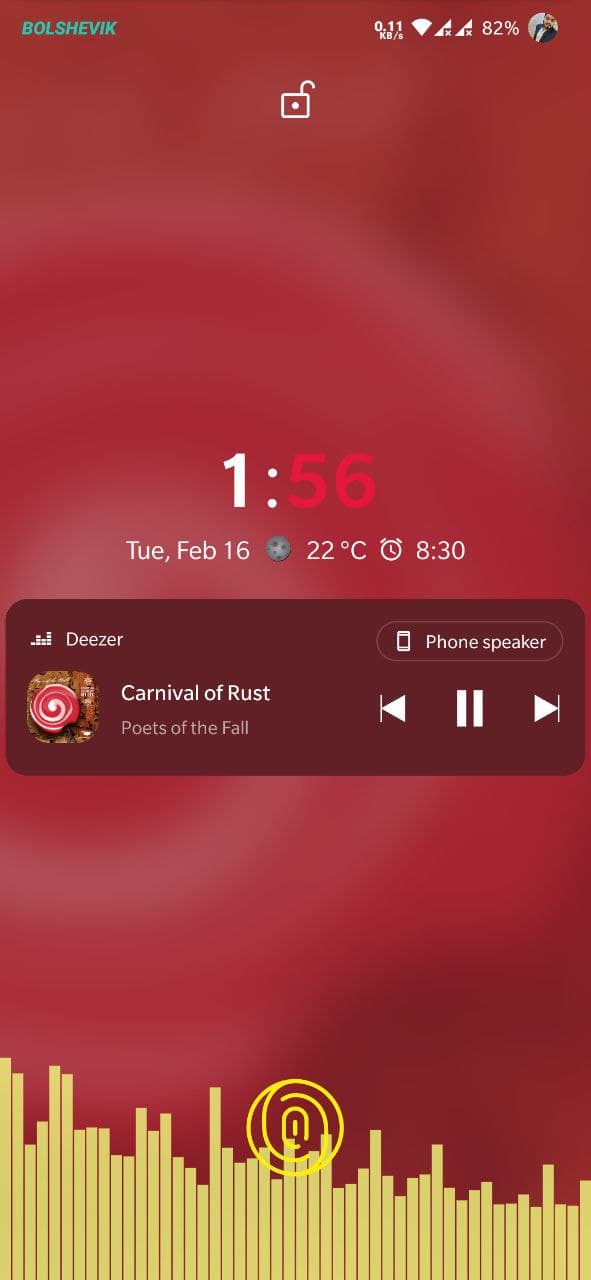 BOLSHEVIK
0.11 KB/s 82%
1:56
Tue, Feb 16 22 °C 8:30
Deezer Phone speaker
Carnival of Rust
Poets of the Fall